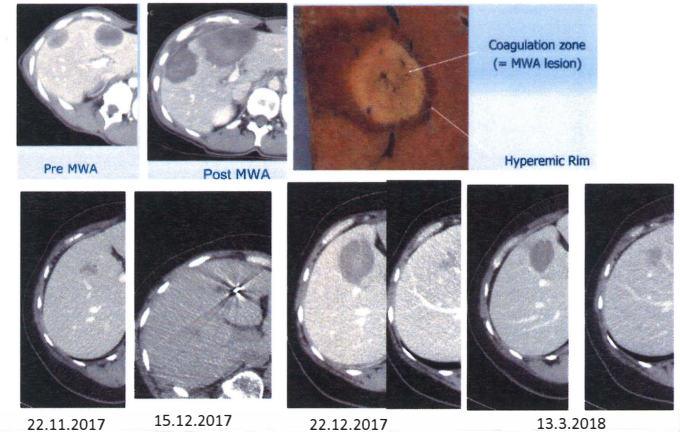 Coagulation zone
(= MWA lesion)
Hyperemic Rim
Pre MWA
Post MWA
22.11.2017
15.12.2017
22.12.2017
13.3.2018